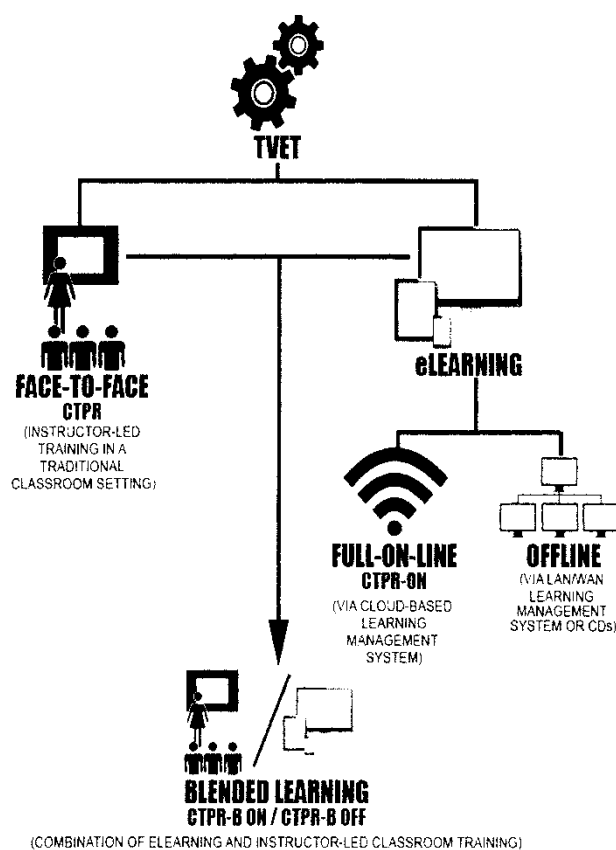 TVET
FACE-TO-FACE
CTPR
(INSTRUCTOR-LED
TRAINING IN A
TRADITIONAL
CLASSROOM SETTING)
eLEARNING
FULL-ON-LINE
CTPR-ON
(VIA CLOUD-BASED
LEARNING
MANAGEMENT
SYSTEM)
OFFLINE
(VIA LAN/WAN
LEARNING
MANAGEMENT
SYSTEM OR CDs)
BLENDED LEARNING
CTPR-B ON / CTPR-B OFF
(COMBINATION OF ELEARNING AND INSTRUCTOR-LED CLASSROOM TRAINING)